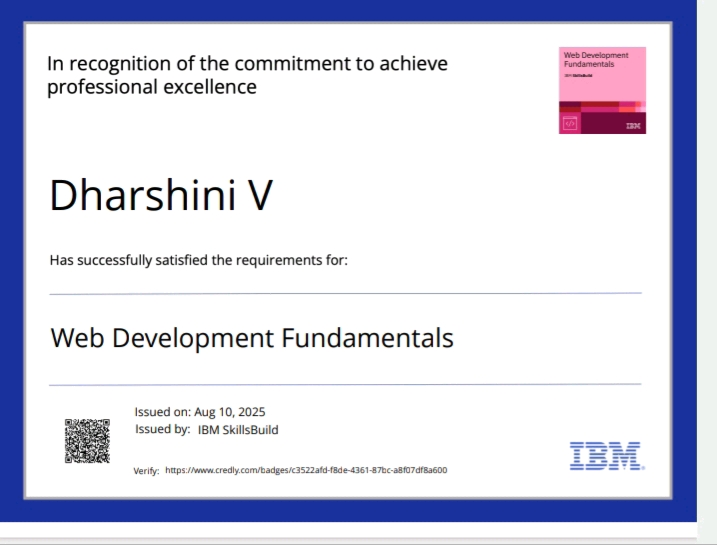 In recognition of the commitment to achieve
professional excellence
Web Development
Fundamentals
IBM SkillsBuild
IBM
Dharshini V
Has successfully satisfied the requirements for:
Web Development Fundamentals
Issued on: Aug 10, 2025
Issued by: IBM SkillsBuild
Verify: https://www.credly.com/badges/c3522afd-f8de-4361-87bc-a8f07df8a600
IBM